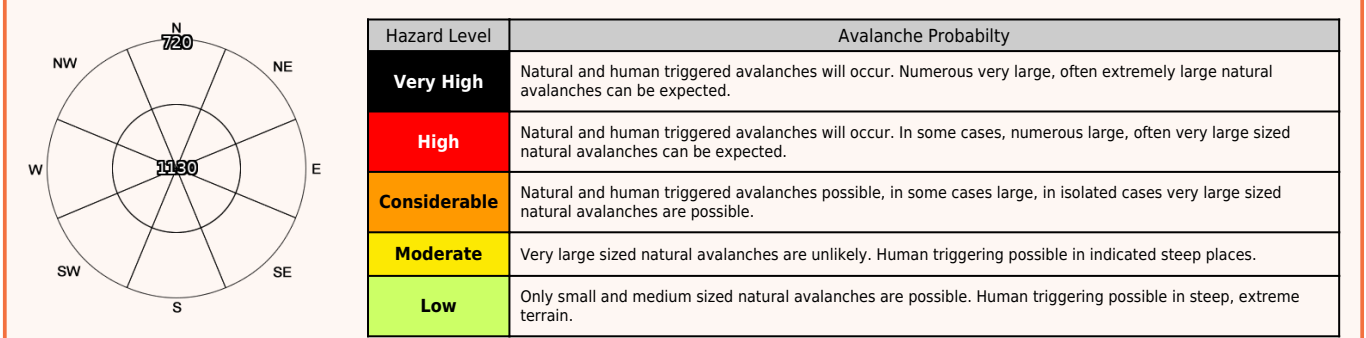 N
720
NW
NE
W
1130
E
SW
SE
S
Hazard Level
Avalanche Probabilty
Very High
Natural and human triggered avalanches will occur. Numerous very large, often extremely large natural
avalanches can be expected.
High
Natural and human triggered avalanches will occur. In some cases, numerous large, often very large sized
natural avalanches can be expected.
Considerable
Natural and human triggered avalanches possible, in some cases large, in isolated cases very large sized
natural avalanches are possible.
Moderate
Very large sized natural avalanches are unlikely. Human triggering possible in indicated steep places.
Low
Only small and medium sized natural avalanches are possible. Human triggering possible in steep, extreme
terrain.